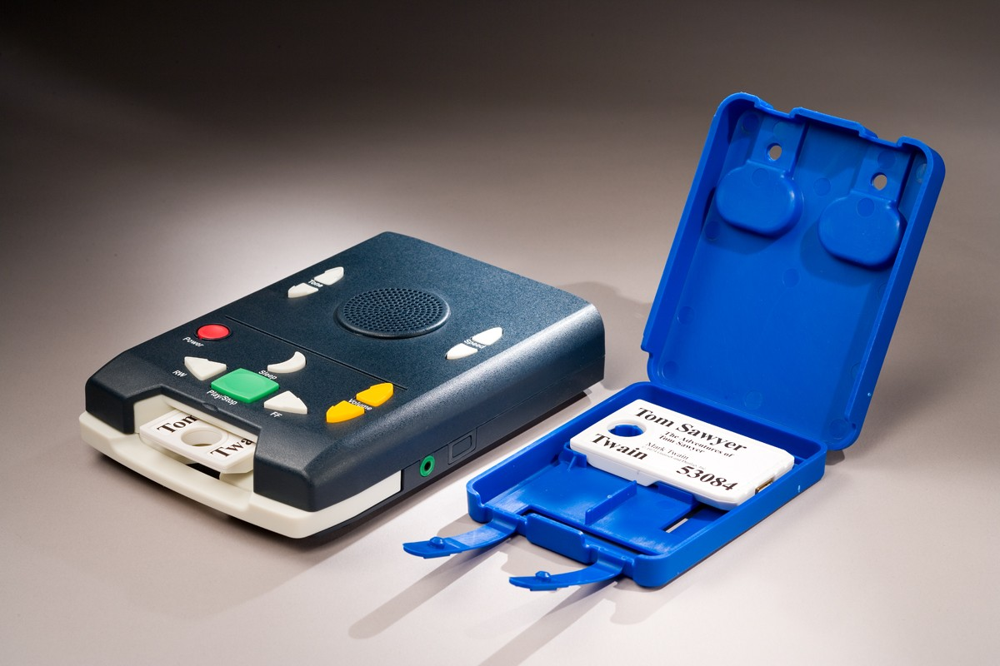 Tone
Speed
Power
RW
Sleep
Play/Stop
FF
Volume
Tom
Twa
Tom Sawyer
The Adventures of
Tom Sawyer
Mark Twain
Twain
53084